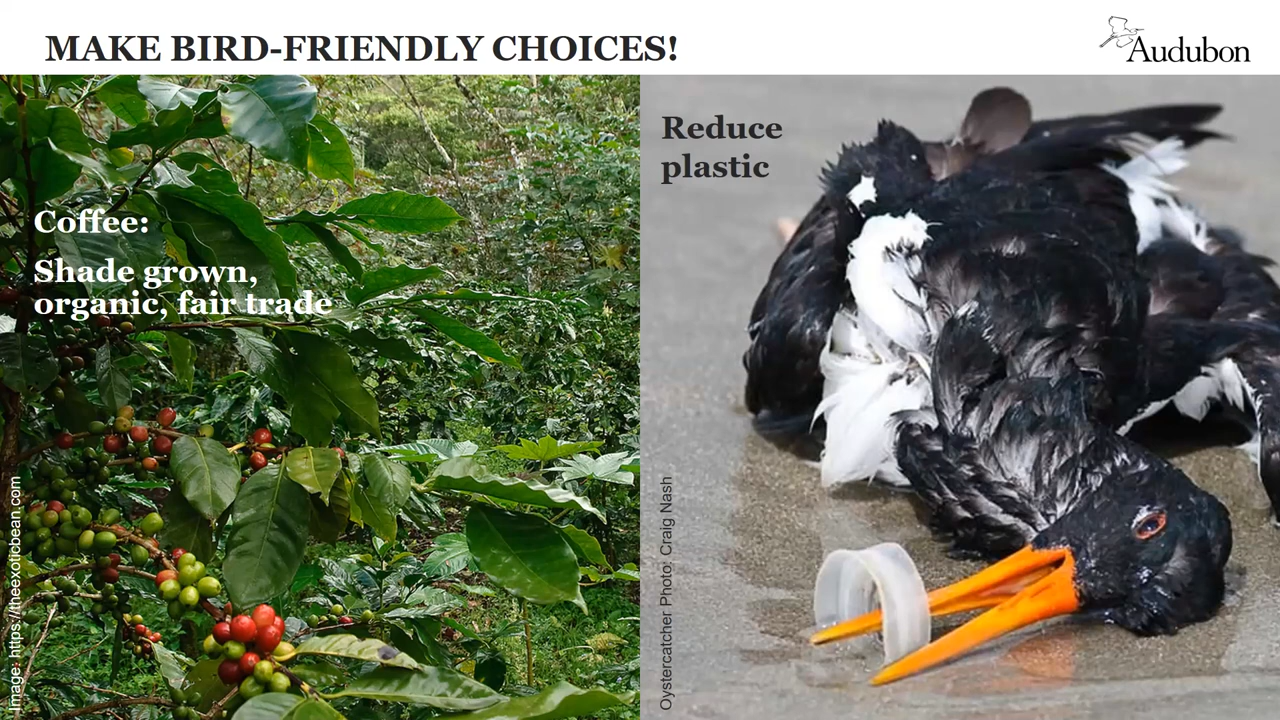 MAKE BIRD-FRIENDLY CHOICES!
Audubon
Coffee:
Shade grown,
organic, fair trade
Image: https://theexoticbean.com
Reduce
plastic
Oystercatcher Photo: Craig Nash